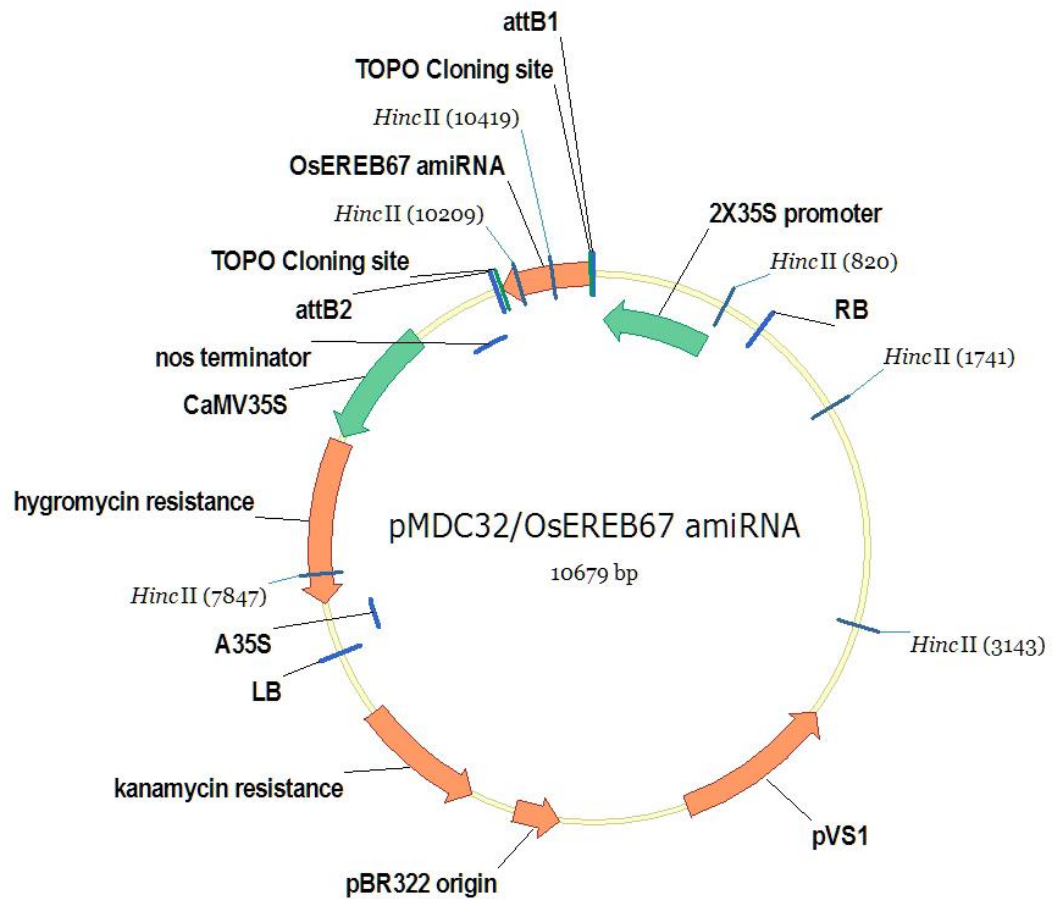 attB1
TOPO Cloning site
HincII (10419)
OsEREB67 amiRNA
2X35S promoter
HincII (10209)
HincII (820)
TOPO Cloning site
RB
attB2
nos terminator
HincII (1741)
CaMV35S
hygromycin resistance
pMDC32/OsEREB67 amiRNA
10679 bp
HincII (7847)
A35S
HincII (3143)
LB
kanamycin resistance
pVS1
pBR322 origin